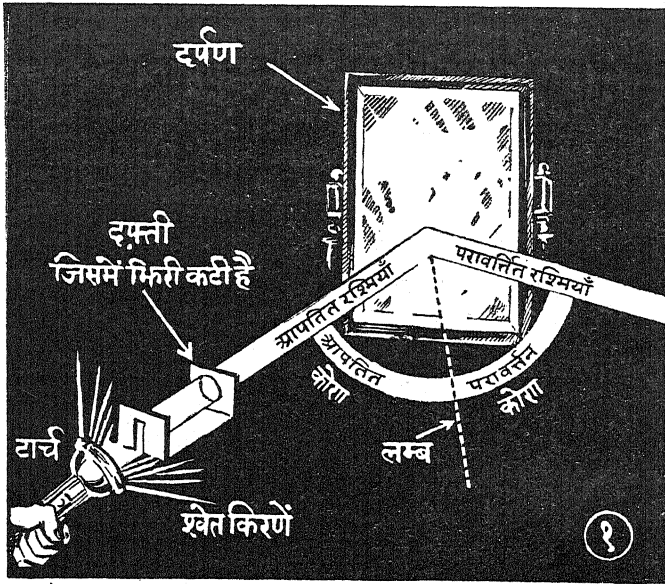 दर्पण
दफ़्ती
जिसमें झिरी कटी है
आपतित रश्मियाँ
परावर्त्तित रश्मियाँ
आपतित
कोण
परावर्त्तन
कोण
लम्ब
टार्च
श्वेत किरणें
१